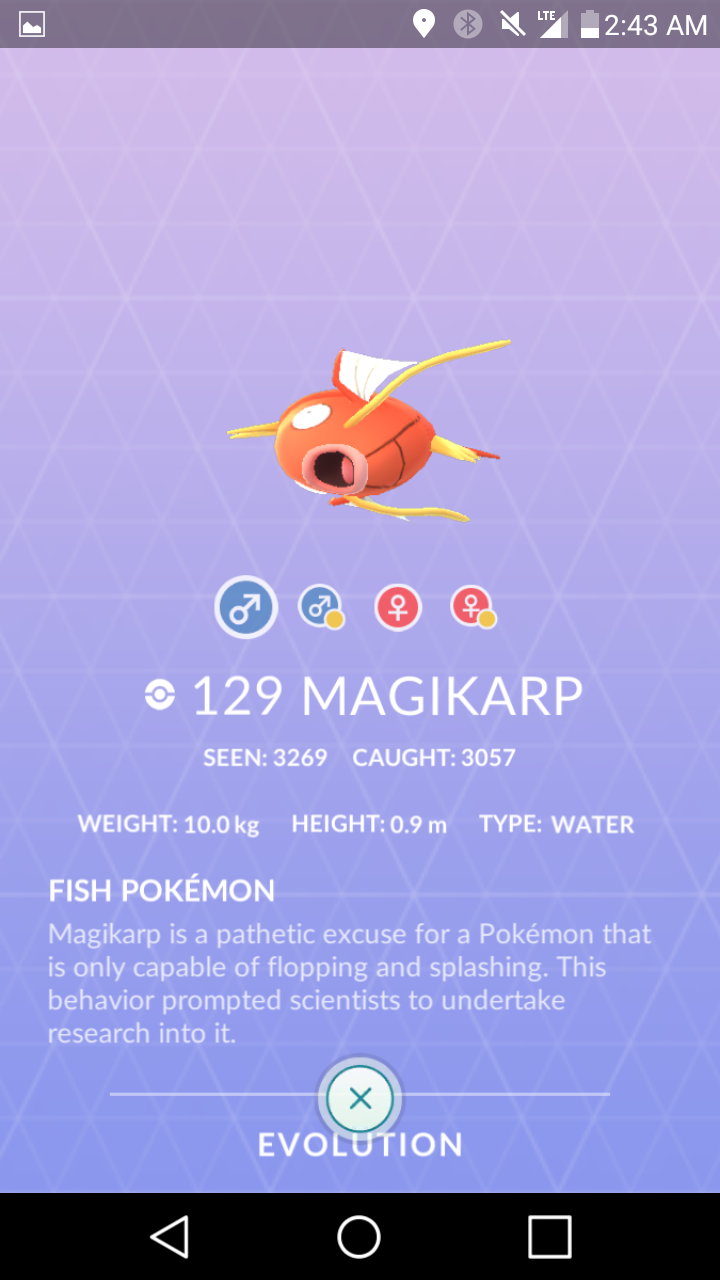 LTE 2:43 AM
129 MAGIKARP
SEEN: 3269 CAUGHT: 3057
WEIGHT: 10.0 kg HEIGHT: 0.9 m TYPE: WATER
FISH POKÉMON
Magikarp is a pathetic excuse for a Pokémon that
is only capable of flopping and splashing. This
behavior prompted scientists to undertake
research into it.
EVOLUTION